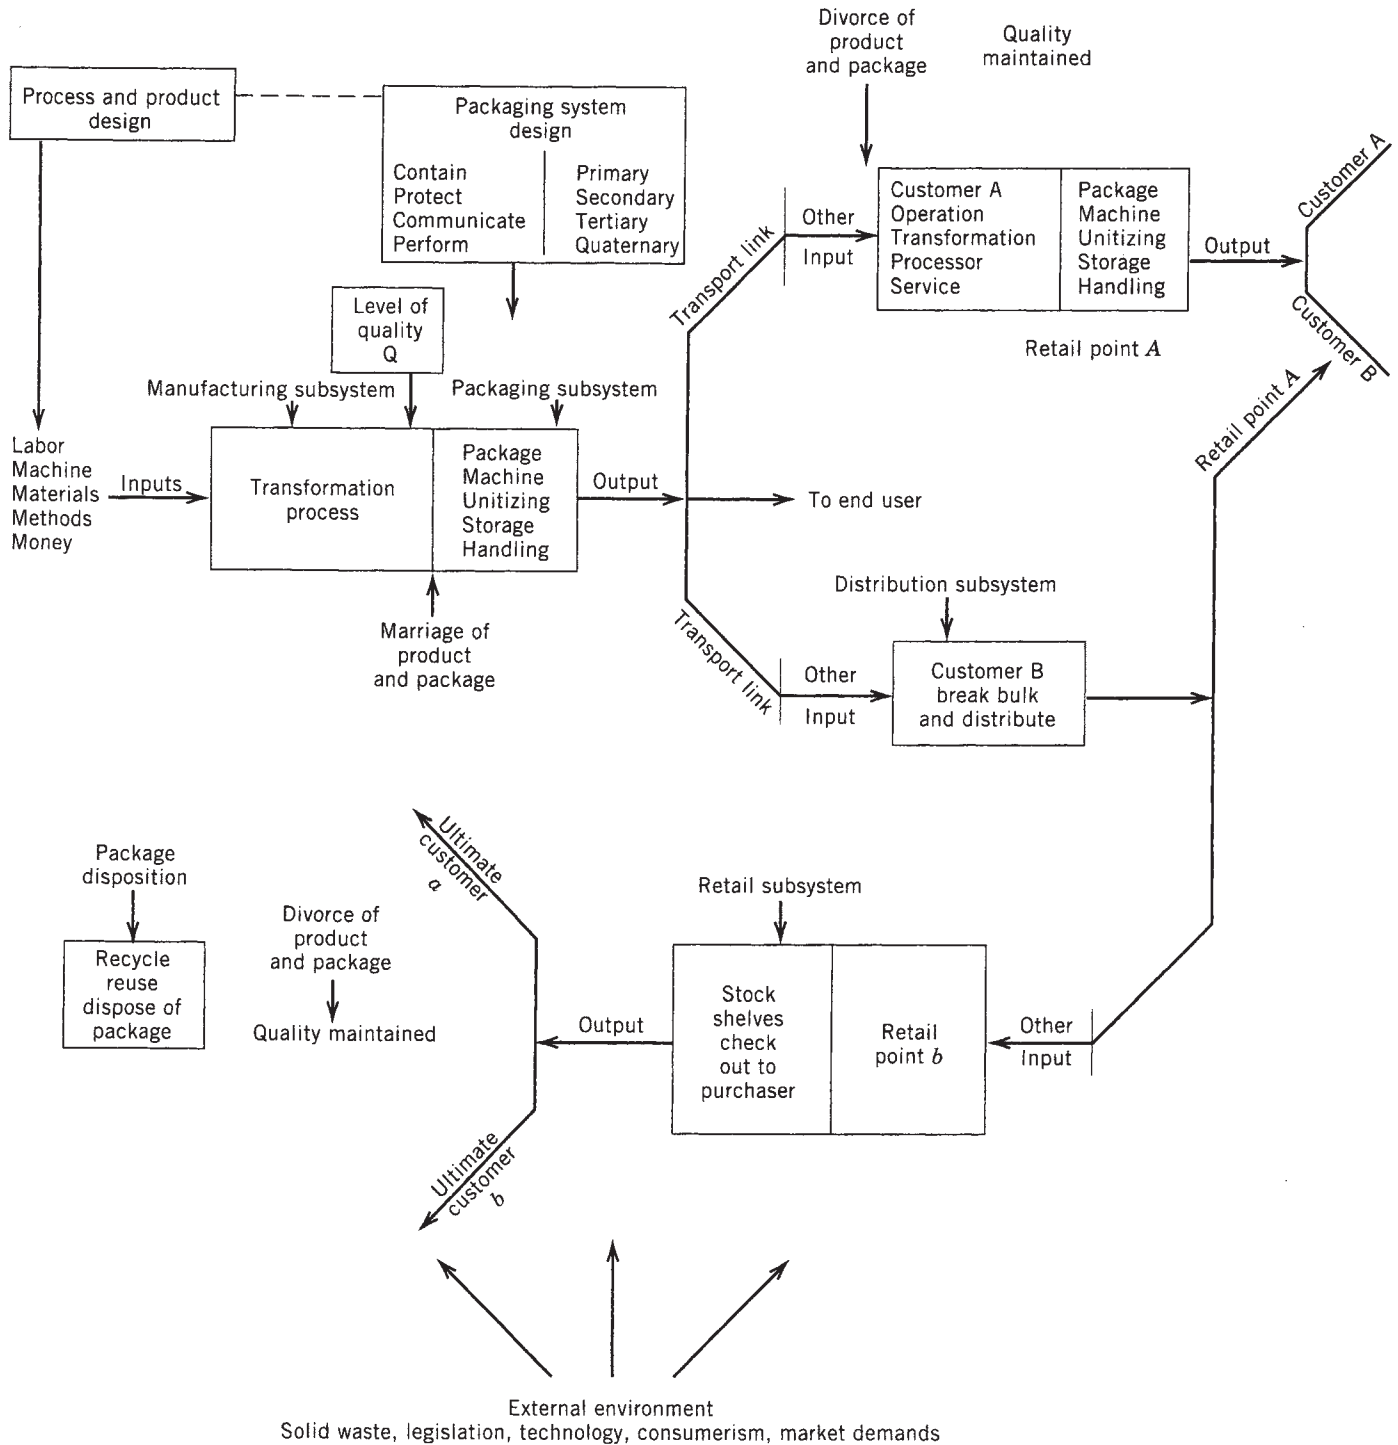 Divorce of
product
and package
Quality
maintained
Process and product
design
Packaging system
design
Contain
Protect
Communicate
Perform
Primary
Secondary
Tertiary
Quaternary
Level of
quality
Q
Manufacturing subsystem
Packaging subsystem
Labor
Machine
Materials
Methods
Money
Inputs
Transformation
process
Package
Machine
Unitizing
Storage
Handling
Output
Marriage of
product
and package
Transport link
Other
Input
Customer A
Operation
Transformation
Processor
Service
Package
Machine
Unitizing
Storage
Handling
Output
Customer A
Customer B
Retail point A
Retail point A
To end user
Transport link
Other
Input
Distribution subsystem
Customer B
break bulk
and distribute
Other
Input
Retail subsystem
Stock
shelves
check
out to
purchaser
Retail
point b
Output
Ultimate
customer
a
Ultimate
customer
b
Divorce of
product
and package
Quality maintained
Package
disposition
Recycle
reuse
dispose of
package
External environment
Solid waste, legislation, technology, consumerism, market demands